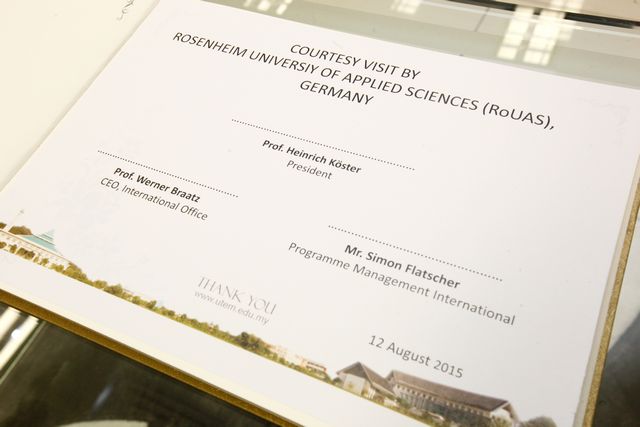 COURTESY VISIT BY
ROSENHEIM UNIVERSIY OF APPLIED SCIENCES (RoUAS),
GERMANY
Prof. Heinrich Köster
President
Prof. Werner Braatz
CEO, International Office
Mr. Simon Flatscher
Programme Management International
THANK YOU
www.utem.edu.my
12 August 2015